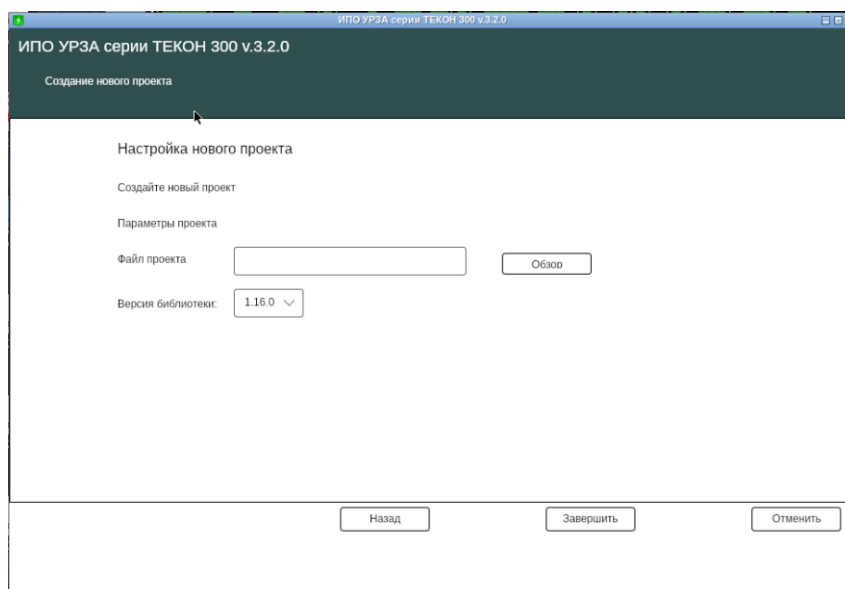 ИПО УРЗА серии ТЕКОН 300 v.3.2.0
ИПО УРЗА серии ТЕКОН 300 v.3.2.0
Создание нового проекта
Настройка нового проекта
Создайте новый проект
Параметры проекта
Файл проекта
Обзор
Версия библиотеки: 1.16.0
Назад Завершить Отменить